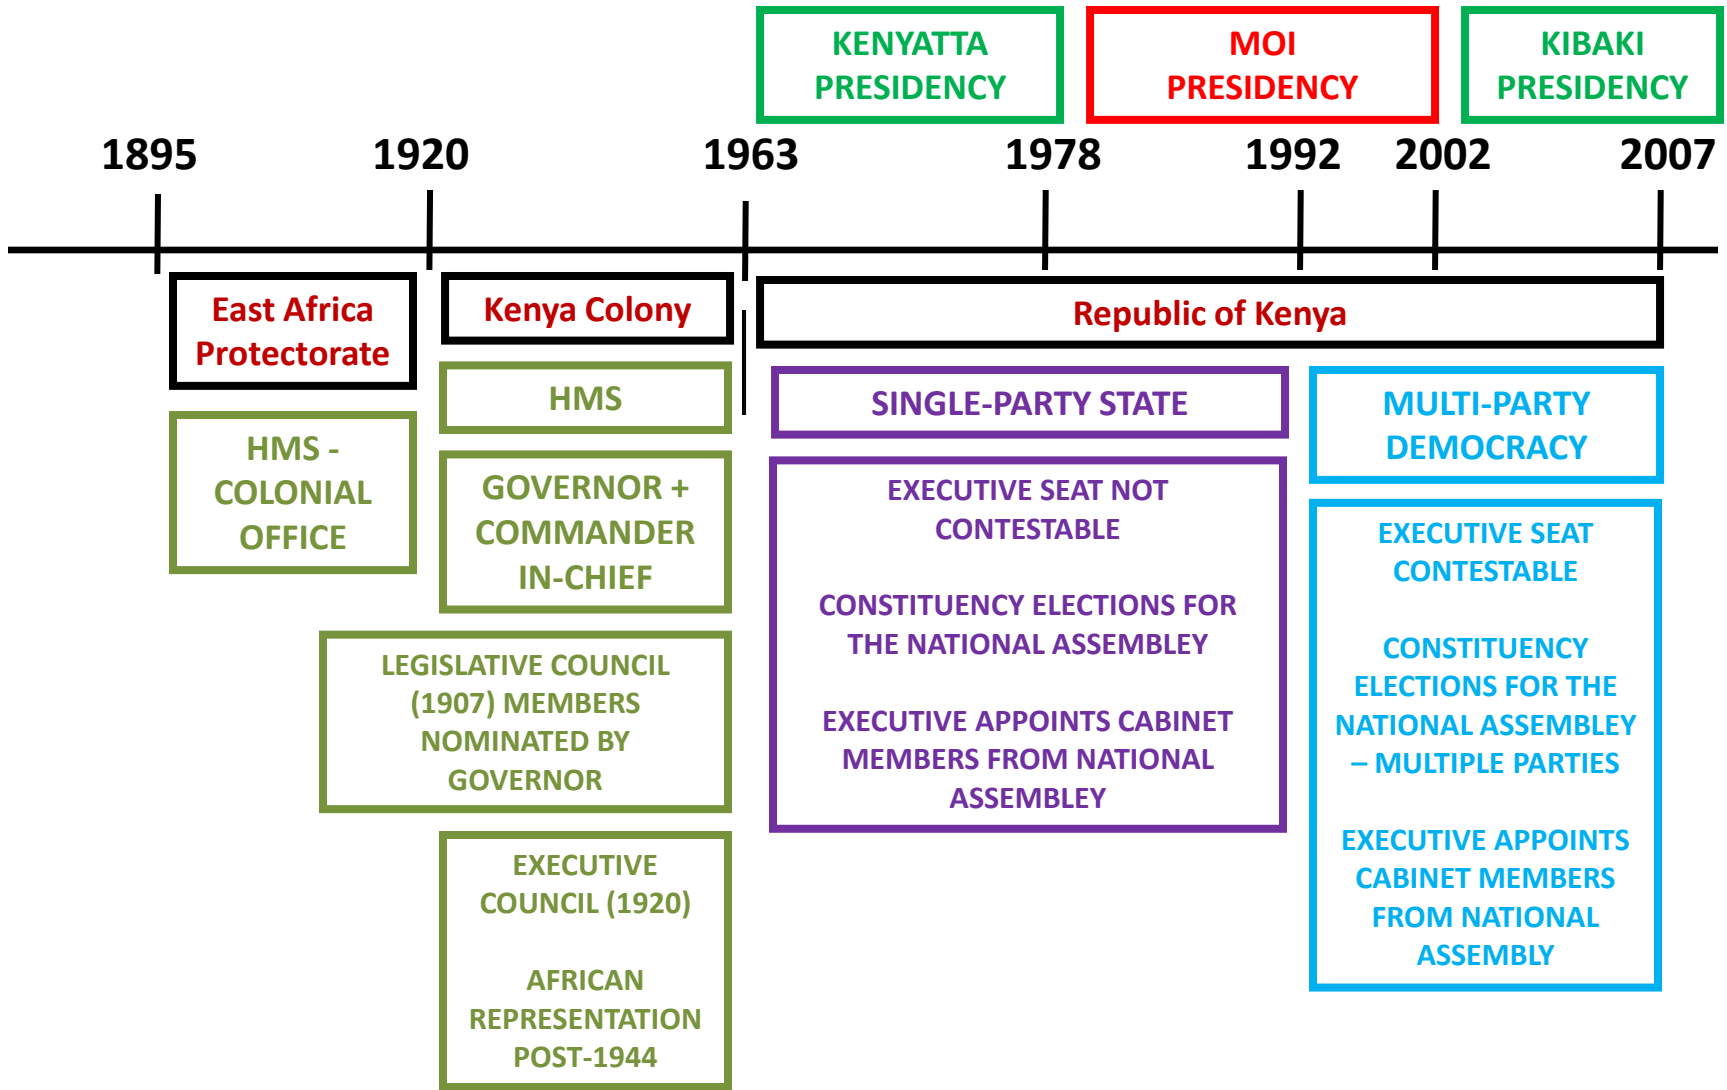 KENYATTA
PRESIDENCY
MOI
PRESIDENCY
KIBAKI
PRESIDENCY
1895
1920
1963
1978
1992
2002
2007
East Africa
Protectorate
Kenya Colony
Republic of Kenya
HMS -
COLONIAL
OFFICE
HMS
GOVERNOR +
COMMANDER
IN-CHIEF
LEGISLATIVE COUNCIL
(1907) MEMBERS
NOMINATED BY
GOVERNOR
EXECUTIVE
COUNCIL (1920)
AFRICAN
REPRESENTATION
POST-1944
SINGLE-PARTY STATE
EXECUTIVE SEAT NOT
CONTESTABLE
CONSTITUENCY ELECTIONS FOR
THE NATIONAL ASSEMBLEY
EXECUTIVE APPOINTS CABINET
MEMBERS FROM NATIONAL
ASSEMBLEY
MULTI-PARTY
DEMOCRACY
EXECUTIVE SEAT
CONTESTABLE
CONSTITUENCY
ELECTIONS FOR THE
NATIONAL ASSEMBLEY
– MULTIPLE PARTIES
EXECUTIVE APPOINTS
CABINET MEMBERS
FROM NATIONAL
ASSEMBLY